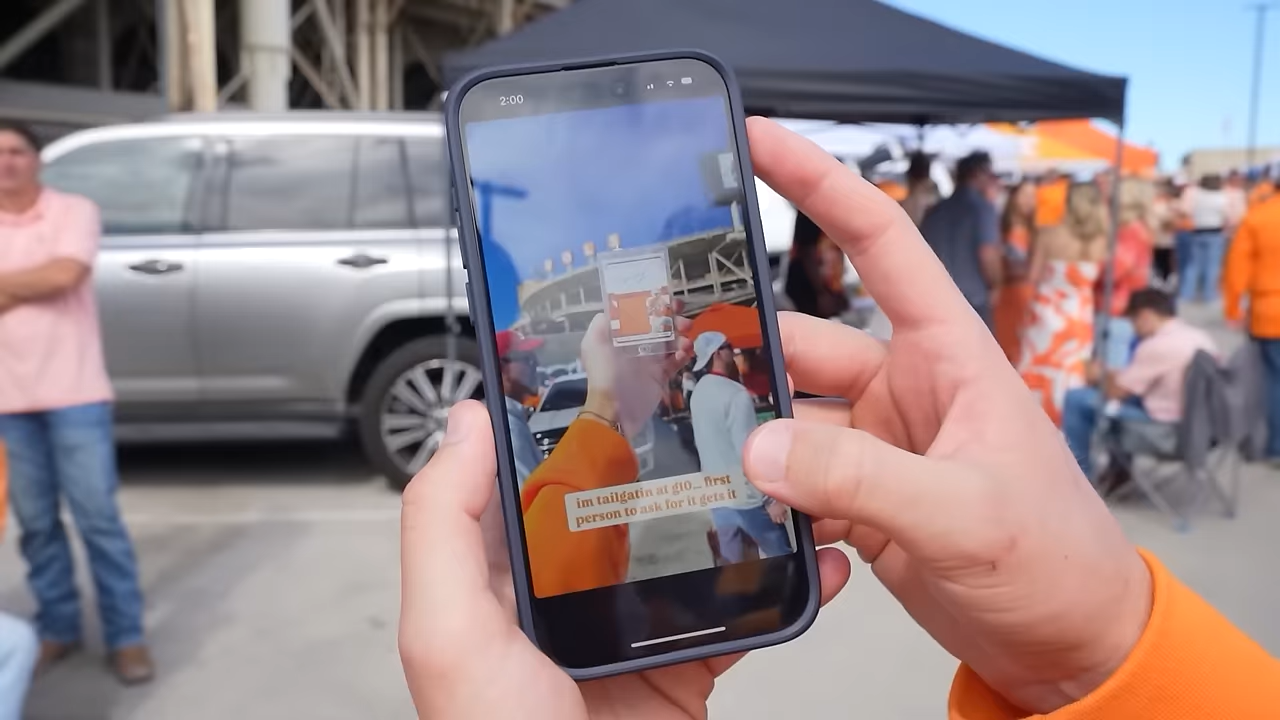 2:00
im tailgatin at g10... first
person to ask for it gets it